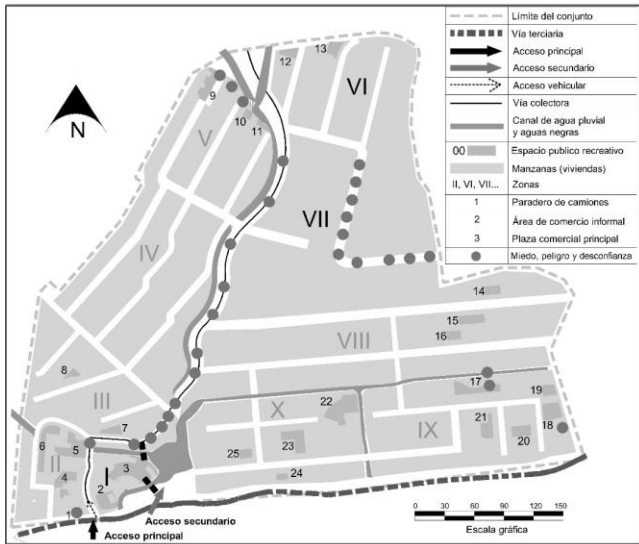 N
12
13
VI
9
10
11
V
VII
IV
14
15
16
VIII
8
17
19
III
22
X
7
21
IX
18
6
5
23
20
II
3
25
4
I
24
2
1
Acceso secundario
Acceso principal
0 30 60 90 120 150
Escala gráfica
Límite del conjunto
Vía terciaria
Acceso principal
Acceso secundario
Acceso vehicular
Vía colectora
Canal de agua pluvial
y aguas negras
00 Espacio publico recreativo
Manzanas (viviendas)
II, VI, VII... Zonas
1 Paradero de camiones
2 Área de comercio informal
3 Plaza comercial principal
Miedo, peligro y desconfianza